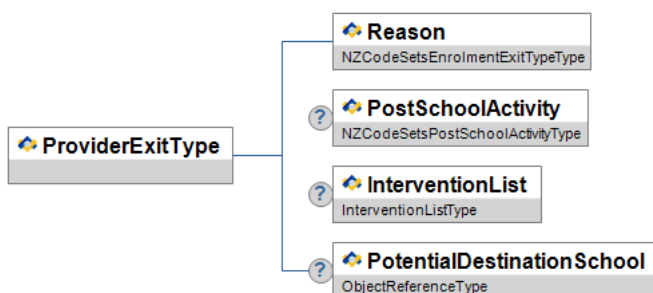 Reason
NZCodeSetsEnrolmentExitTypeType
? PostSchoolActivity
NZCodeSetsPostSchoolActivityType
ProviderExitType
? InterventionList
InterventionListType
? PotentialDestinationSchool
ObjectReferenceType